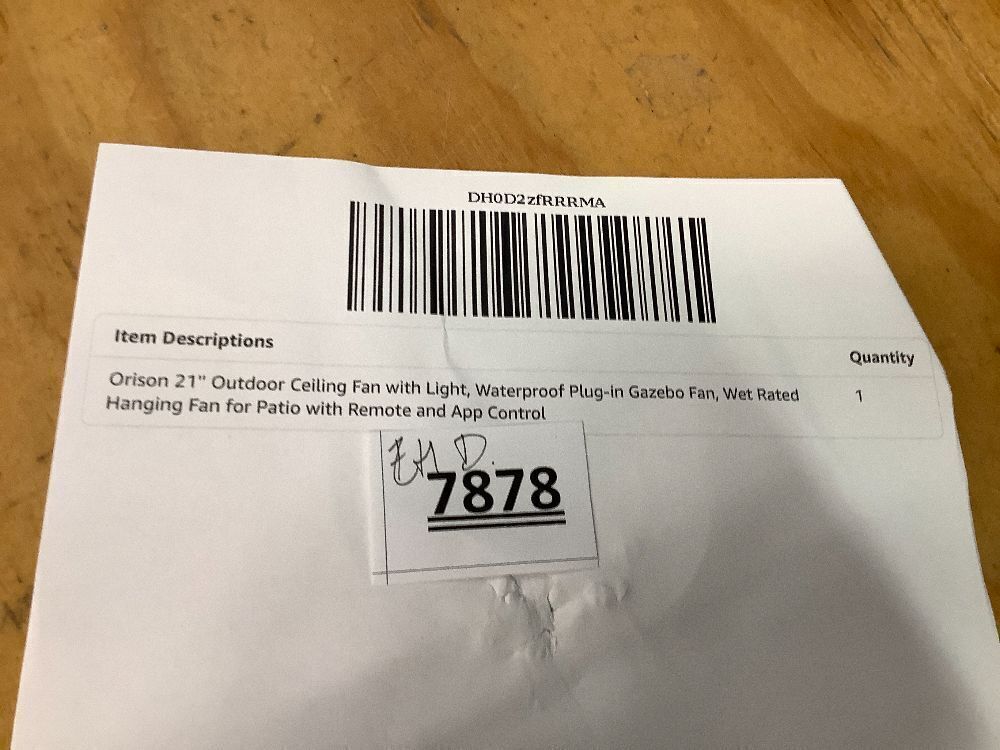 DH0D2zfRRRMA
Item Descriptions
Quantity
Orison 21" Outdoor Ceiling Fan with Light, Waterproof Plug-in Gazebo Fan, Wet Rated
1
Hanging Fan for Patio with Remote and App Control
7878